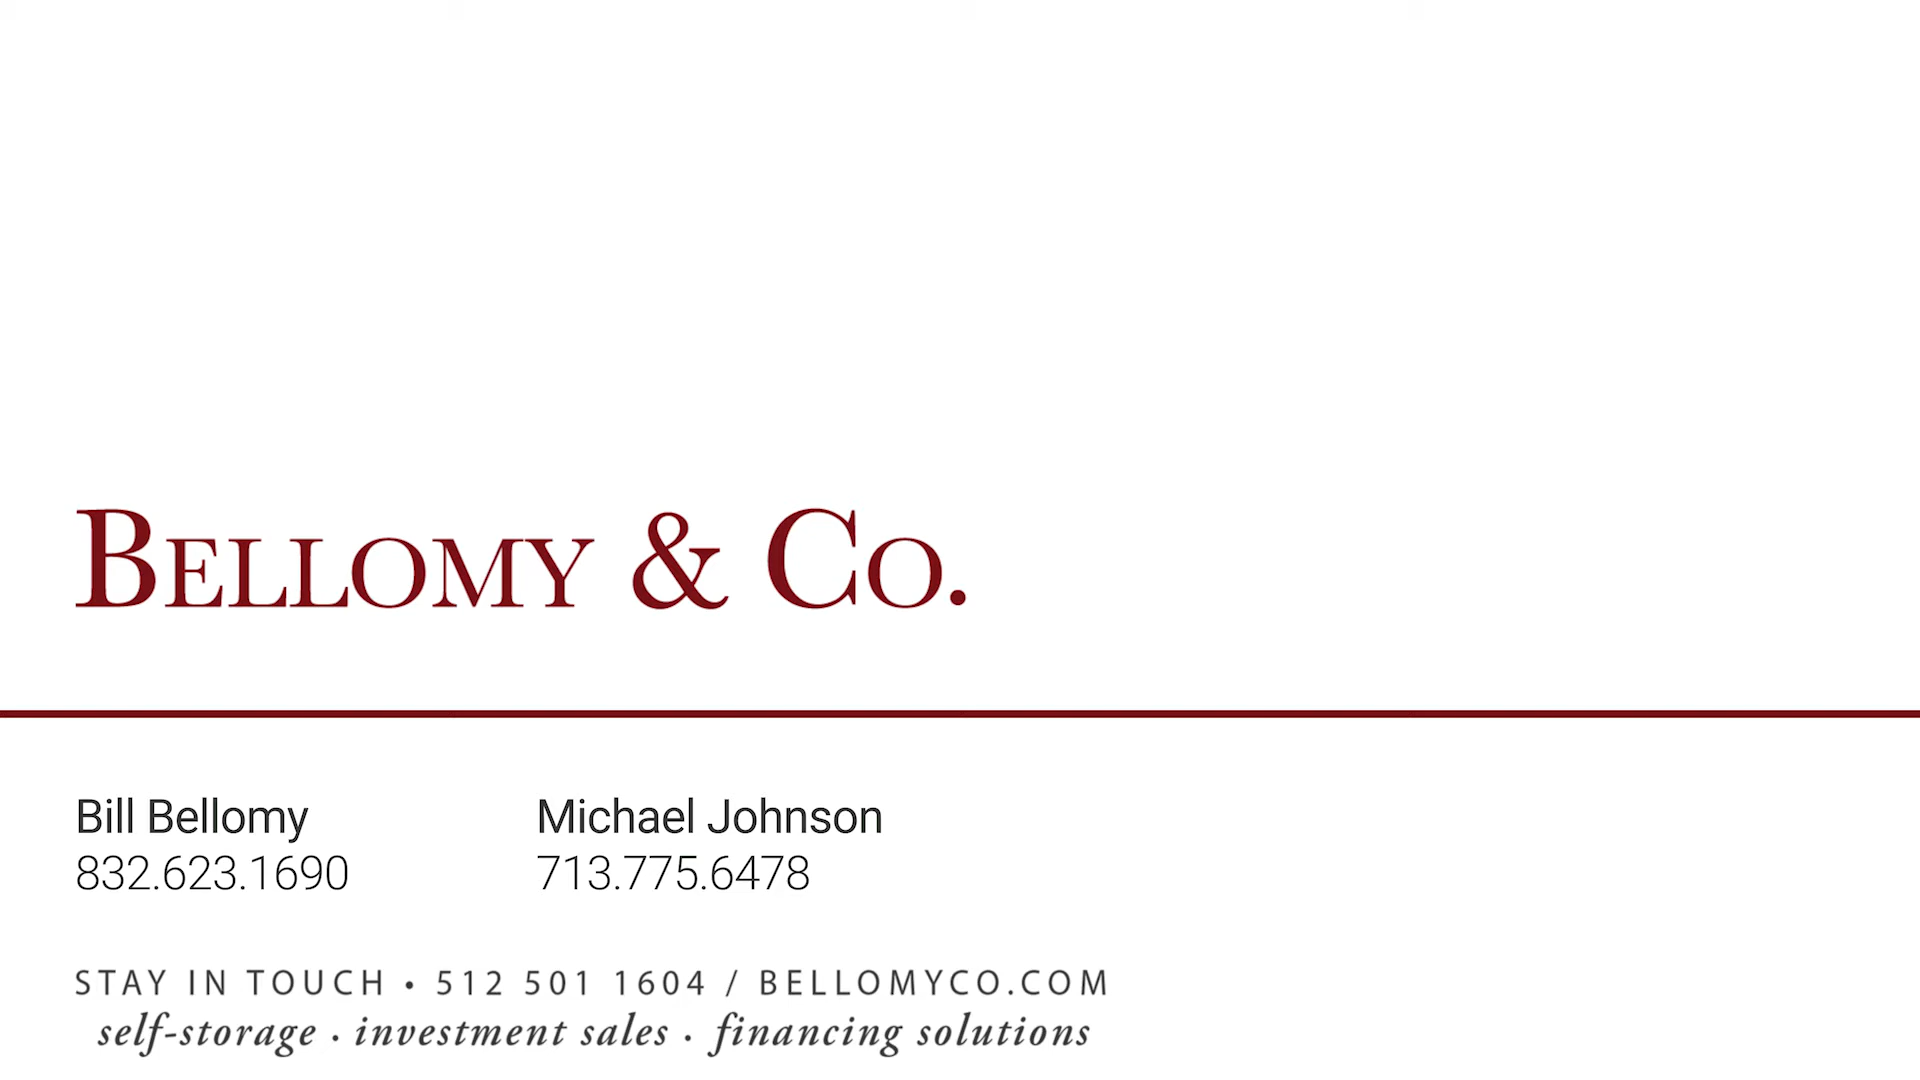 BELLOMY & CO.
Bill Bellomy
832.623.1690
Michael Johnson
713.775.6478
STAY IN TOUCH • 512 501 1604 / BELLOMYCO.COM
self-storage · investment sales · financing solutions